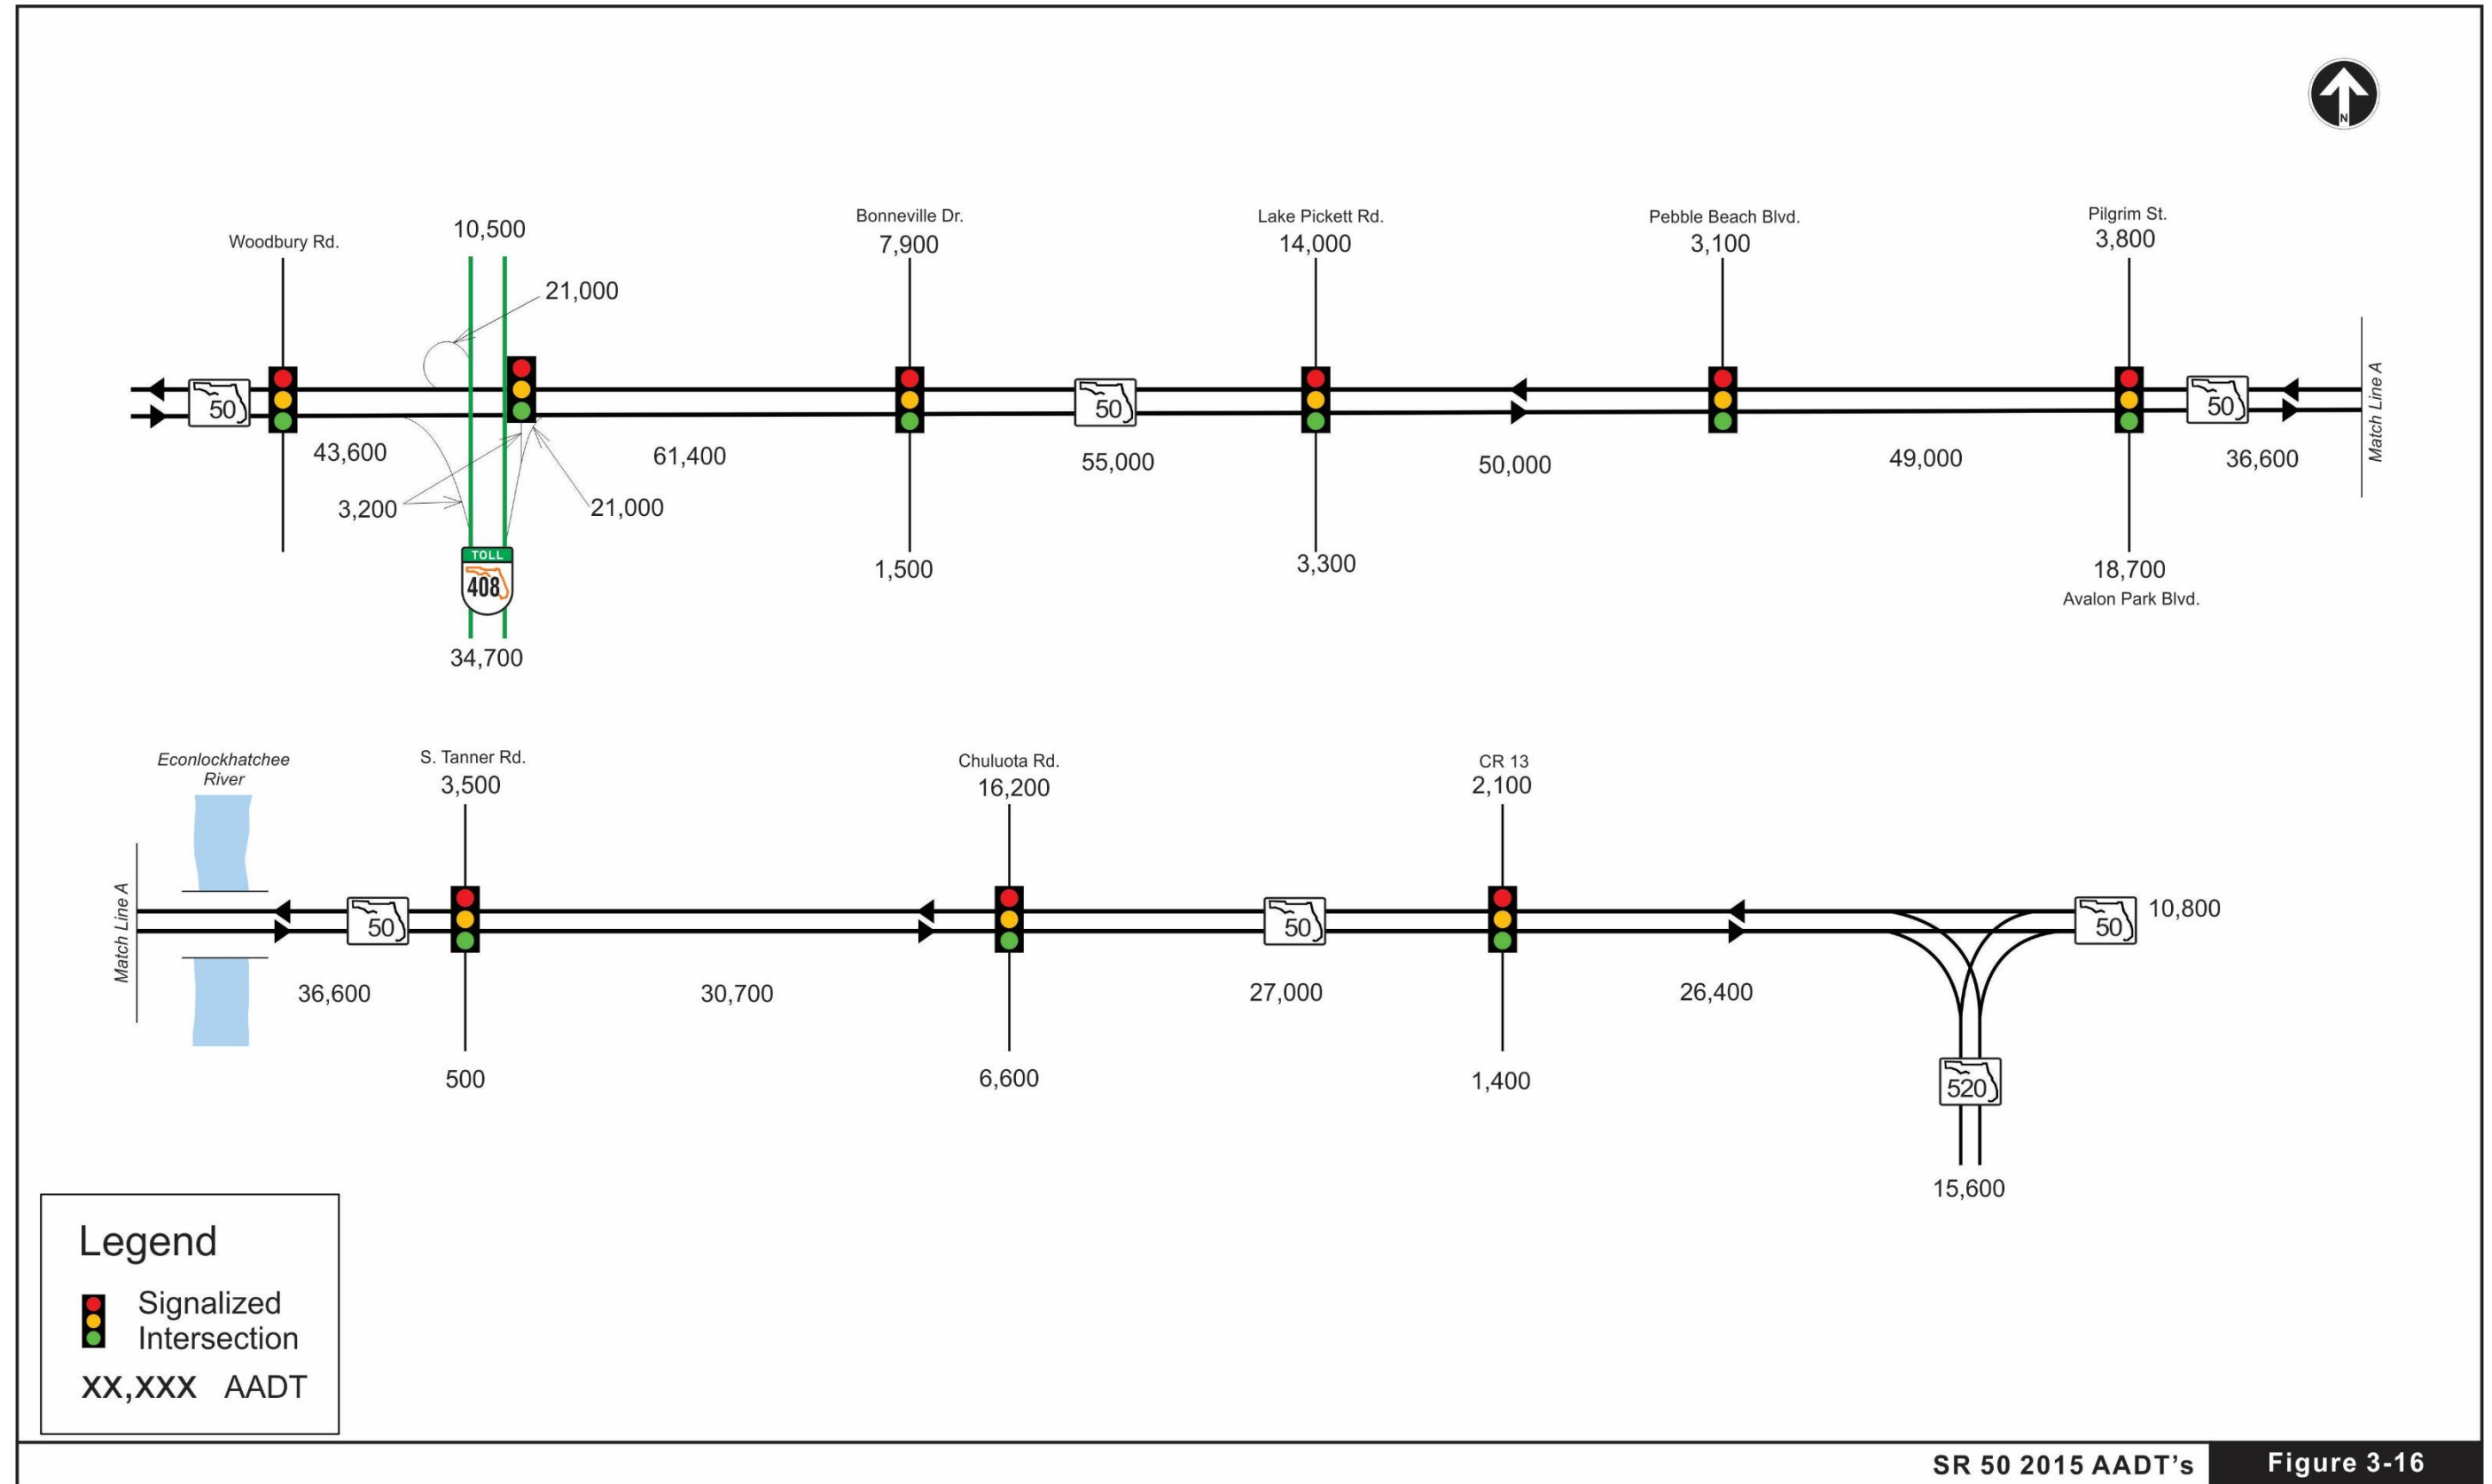 N
Woodbury Rd.
10,500
21,000
Bonneville Dr.
7,900
Lake Pickett Rd.
14,000
Pebble Beach Blvd.
3,100
Pilgrim St.
3,800
50
50
50
Match Line A
43,600
61,400
55,000
50,000
49,000
36,600
3,200
21,000
TOLL
408
34,700
1,500
3,300
18,700
Avalon Park Blvd.
Econlockhatchee
River
S. Tanner Rd.
3,500
Chuluota Rd.
16,200
CR 13
2,100
Match Line A
50
50
50
10,800
36,600
30,700
27,000
26,400
500
6,600
1,400
520
15,600
Legend
Signalized
Intersection
XX,XXX AADT
SR 50 2015 AADT's
Figure 3-16